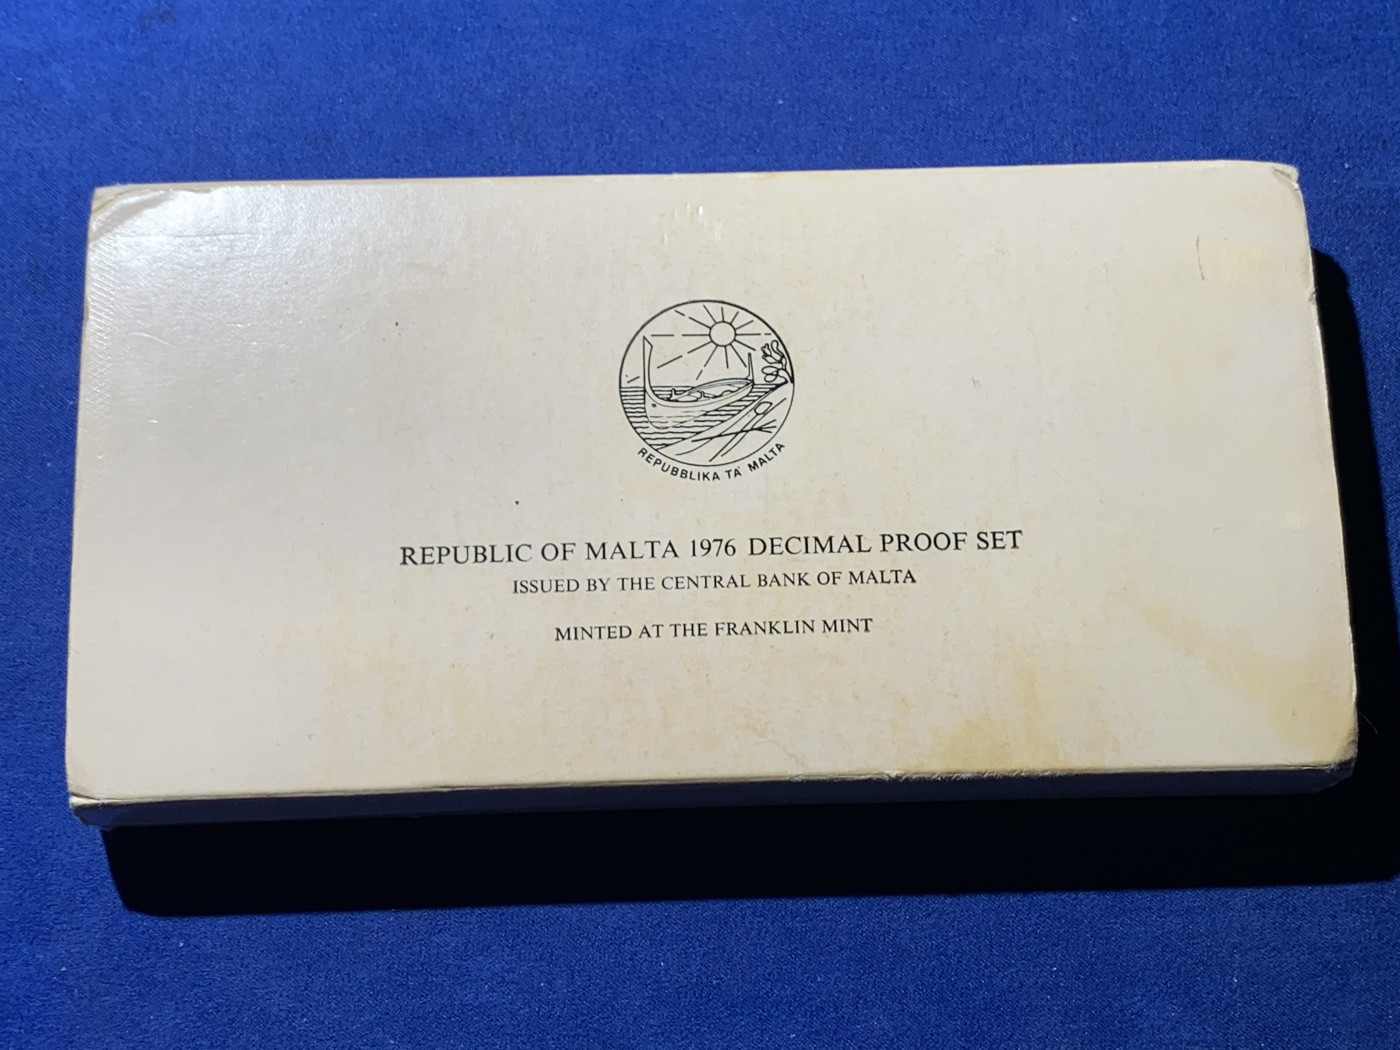 REPUBBLIKA TA' MALTA
REPUBLIC OF MALTA 1976 DECIMAL PROOF SET
ISSUED BY THE CENTRAL BANK OF MALTA
MINTED AT THE FRANKLIN MINT